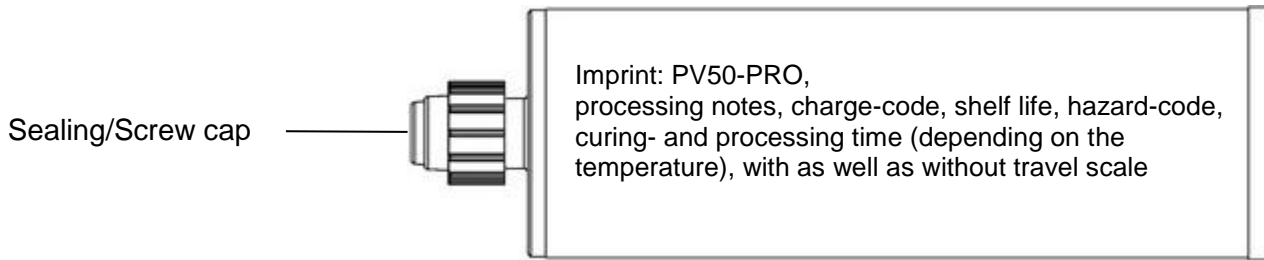 Imprint: PV50-PRO,
processing notes, charge-code, shelf life, hazard-code,
curing- and processing time (depending on the
temperature), with as well as without travel scale
Sealing/Screw cap